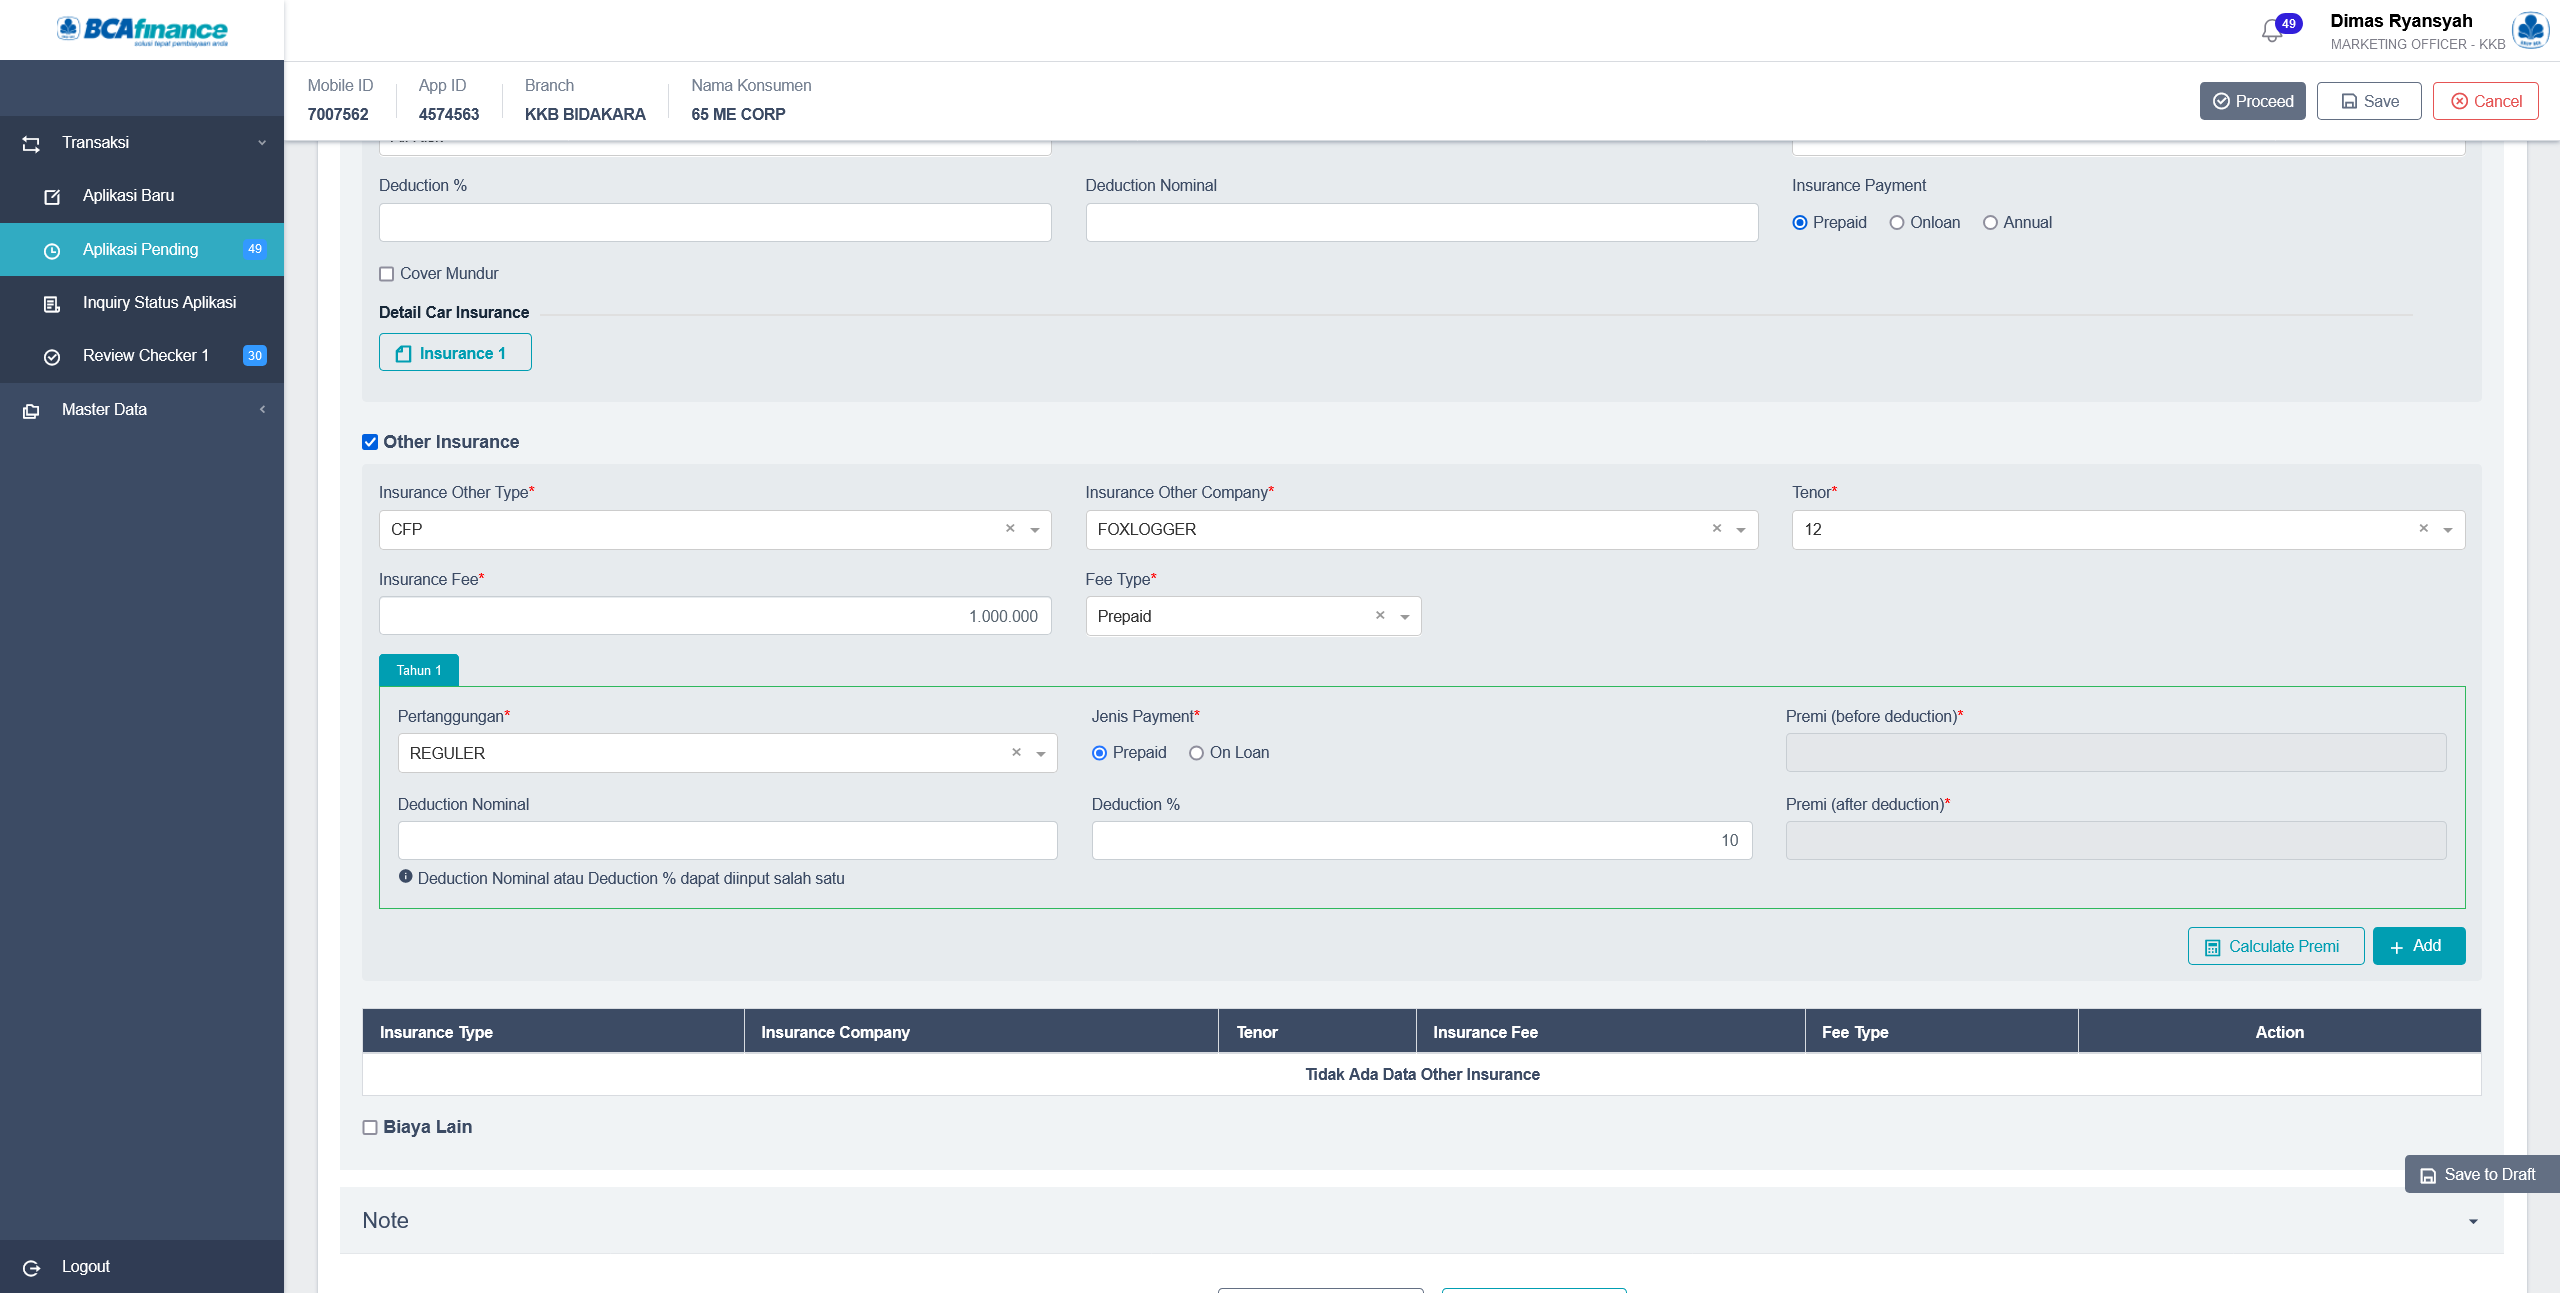 BCAfinance
solusi tepat pembiayaan anda
49
Dimas Ryansyah
MARKETING OFFICER - KKB
Mobile ID
7007562
App ID
4574563
Branch
KKB BIDAKARA
Nama Konsumen
65 ME CORP
Proceed
Save
Cancel
Transaksi
Aplikasi Baru
Aplikasi Pending 49
Inquiry Status Aplikasi
Review Checker 1 30
Master Data
Logout
Deduction %
Deduction Nominal
Insurance Payment
Prepaid Onloan Annual
Cover Mundur
Detail Car Insurance
Insurance 1
Other Insurance
Insurance Other Type*
CFP
Insurance Other Company*
FOXLOGGER
Tenor*
12
Insurance Fee*
1.000.000
Fee Type*
Prepaid
Tahun 1
Pertanggungan*
REGULER
Jenis Payment*
Prepaid On Loan
Premi (before deduction)*
Deduction Nominal
Deduction %
10
Premi (after deduction)*
Deduction Nominal atau Deduction % dapat diinput salah satu
Calculate Premi
+ Add
Insurance Type Insurance Company Tenor Insurance Fee Fee Type Action
Tidak Ada Data Other Insurance
Biaya Lain
Save to Draft
Note